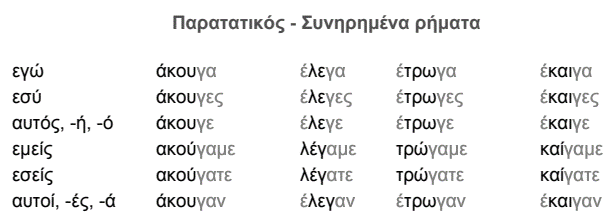 Παρατατικός - Συνηρημένα ρήματα
εγώ άκουγα έλεγα έτρωγα έκαιγα
εσύ άκουγες έλεγες έτρωγες έκαιγες
αυτός, -ή, -ό άκουγε έλεγε έτρωγε έκαιγε
εμείς ακούγαμε λέγαμε τρώγαμε καίγαμε
εσείς ακούγατε λέγατε τρώγατε καίγατε
αυτοί, -ές, -ά άκουγαν έλεγαν έτρωγαν έκαιγαν